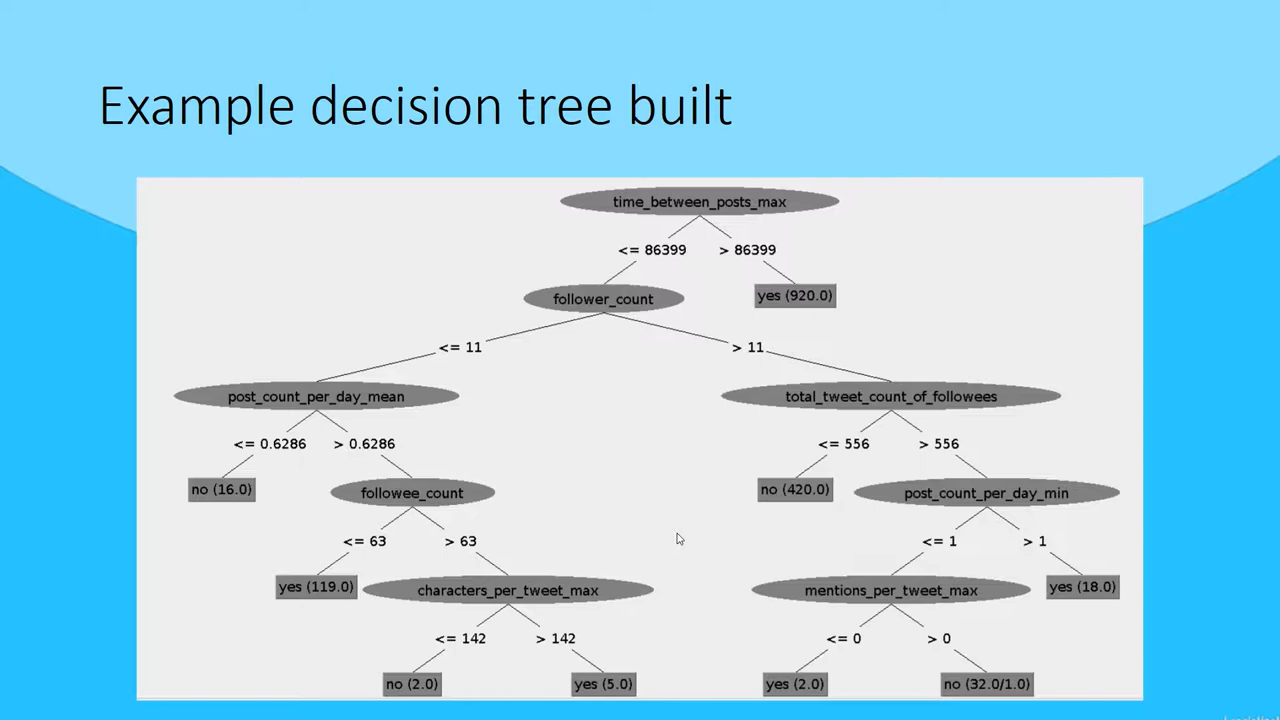 Example decision tree built
time_between_posts_max
<= 86399 > 86399
follower_count yes (920.0)
<= 11 > 11
post_count_per_day_mean total_tweet_count_of_followees
<= 0.6286 > 0.6286 <= 556 > 556
no (16.0) followee_count no (420.0) post_count_per_day_min
<= 63 > 63 <= 1 > 1
yes (119.0) characters_per_tweet_max mentions_per_tweet_max yes (18.0)
<= 142 > 142 <= 0 > 0
no (2.0) yes (5.0) yes (2.0) no (32.0/1.0)